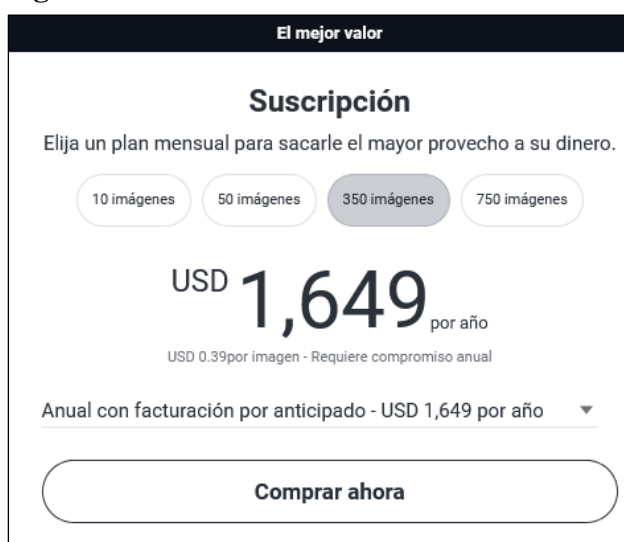 El mejor valor
Suscripción
Elija un plan mensual para sacarle el mayor provecho a su dinero.
10 imágenes
50 imágenes
350 imágenes
750 imágenes
USD 1,649 por año
USD 0.39por imagen - Requiere compromiso anual
Anual con facturación por anticipado - USD 1,649 por año
Comprar ahora